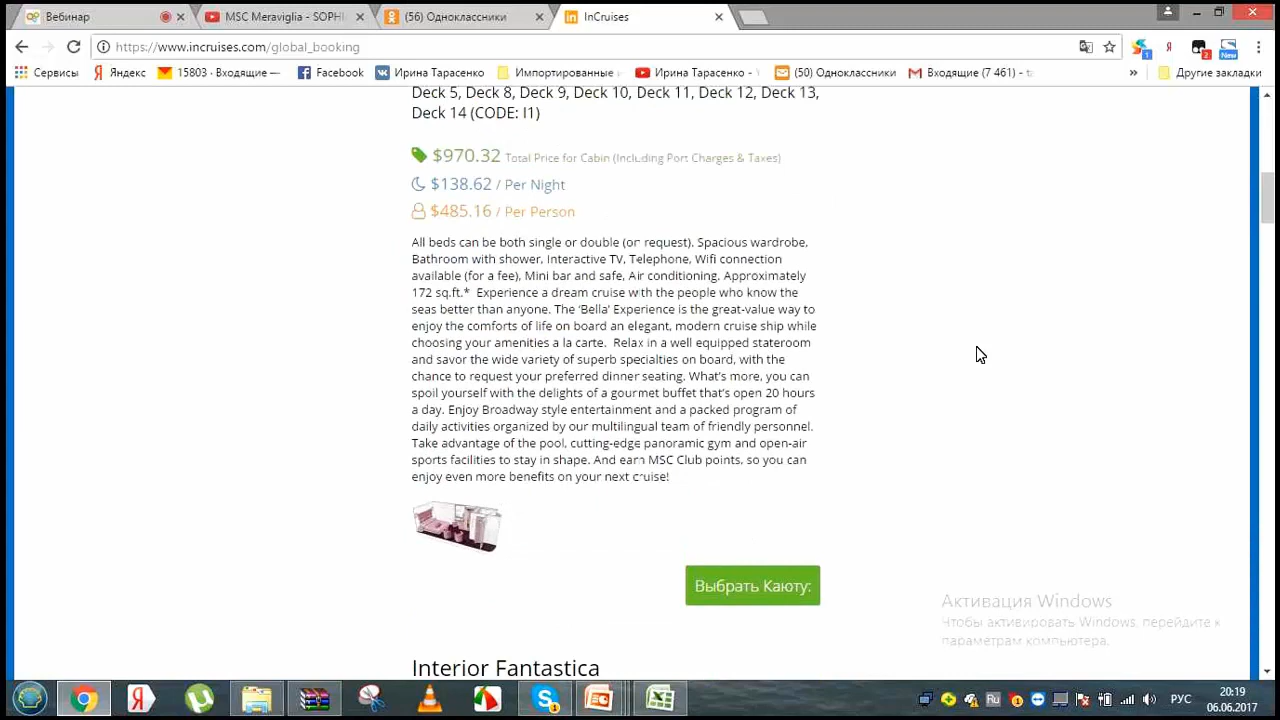 Вебинар
MSC Meraviglia - SOPHI
(56) Одноклассники
InCruises
https://www.incruises.com/global_booking
Сервисы
Яндекс
15803 · Входящие —
Facebook
Ирина Тарасенко
Импортированные
Ирина Тарасенко -
(50) Одноклассники
Входящие (7 461) -
Другие закладки
Deck 5, Deck 8, Deck 9, Deck 10, Deck 11, Deck 12, Deck 13,
Deck 14 (CODE: I1)
$970.32 Total Price for Cabin (Including Port Charges & Taxes)
$138.62 / Per Night
$485.16 / Per Person
All beds can be both single or double (on request). Spacious wardrobe,
Bathroom with shower, Interactive TV, Telephone, Wifi connection
available (for a fee), Mini bar and safe, Air conditioning. Approximately
172 sq.ft.* Experience a dream cruise with the people who know the
seas better than anyone. The ‘Bella’ Experience is the great-value way to
enjoy the comforts of life on board an elegant, modern cruise ship while
choosing your amenities a la carte. Relax in a well equipped stateroom
and savor the wide variety of superb specialties on board, with the
chance to request your preferred dinner seating. What’s more, you can
spoil yourself with the delights of a gourmet buffet that’s open 20 hours
a day. Enjoy Broadway style entertainment and a packed program of
daily activities organized by our multilingual team of friendly personnel.
Take advantage of the pool, cutting-edge panoramic gym and open-air
sports facilities to stay in shape. And earn MSC Club points, so you can
enjoy even more benefits on your next cruise!
Выбрать Каюту:
Активация Windows
Чтобы активировать Windows, перейдите к
параметрам компьютера.
Interior Fantastica
РУС
20:19
06.06.2017